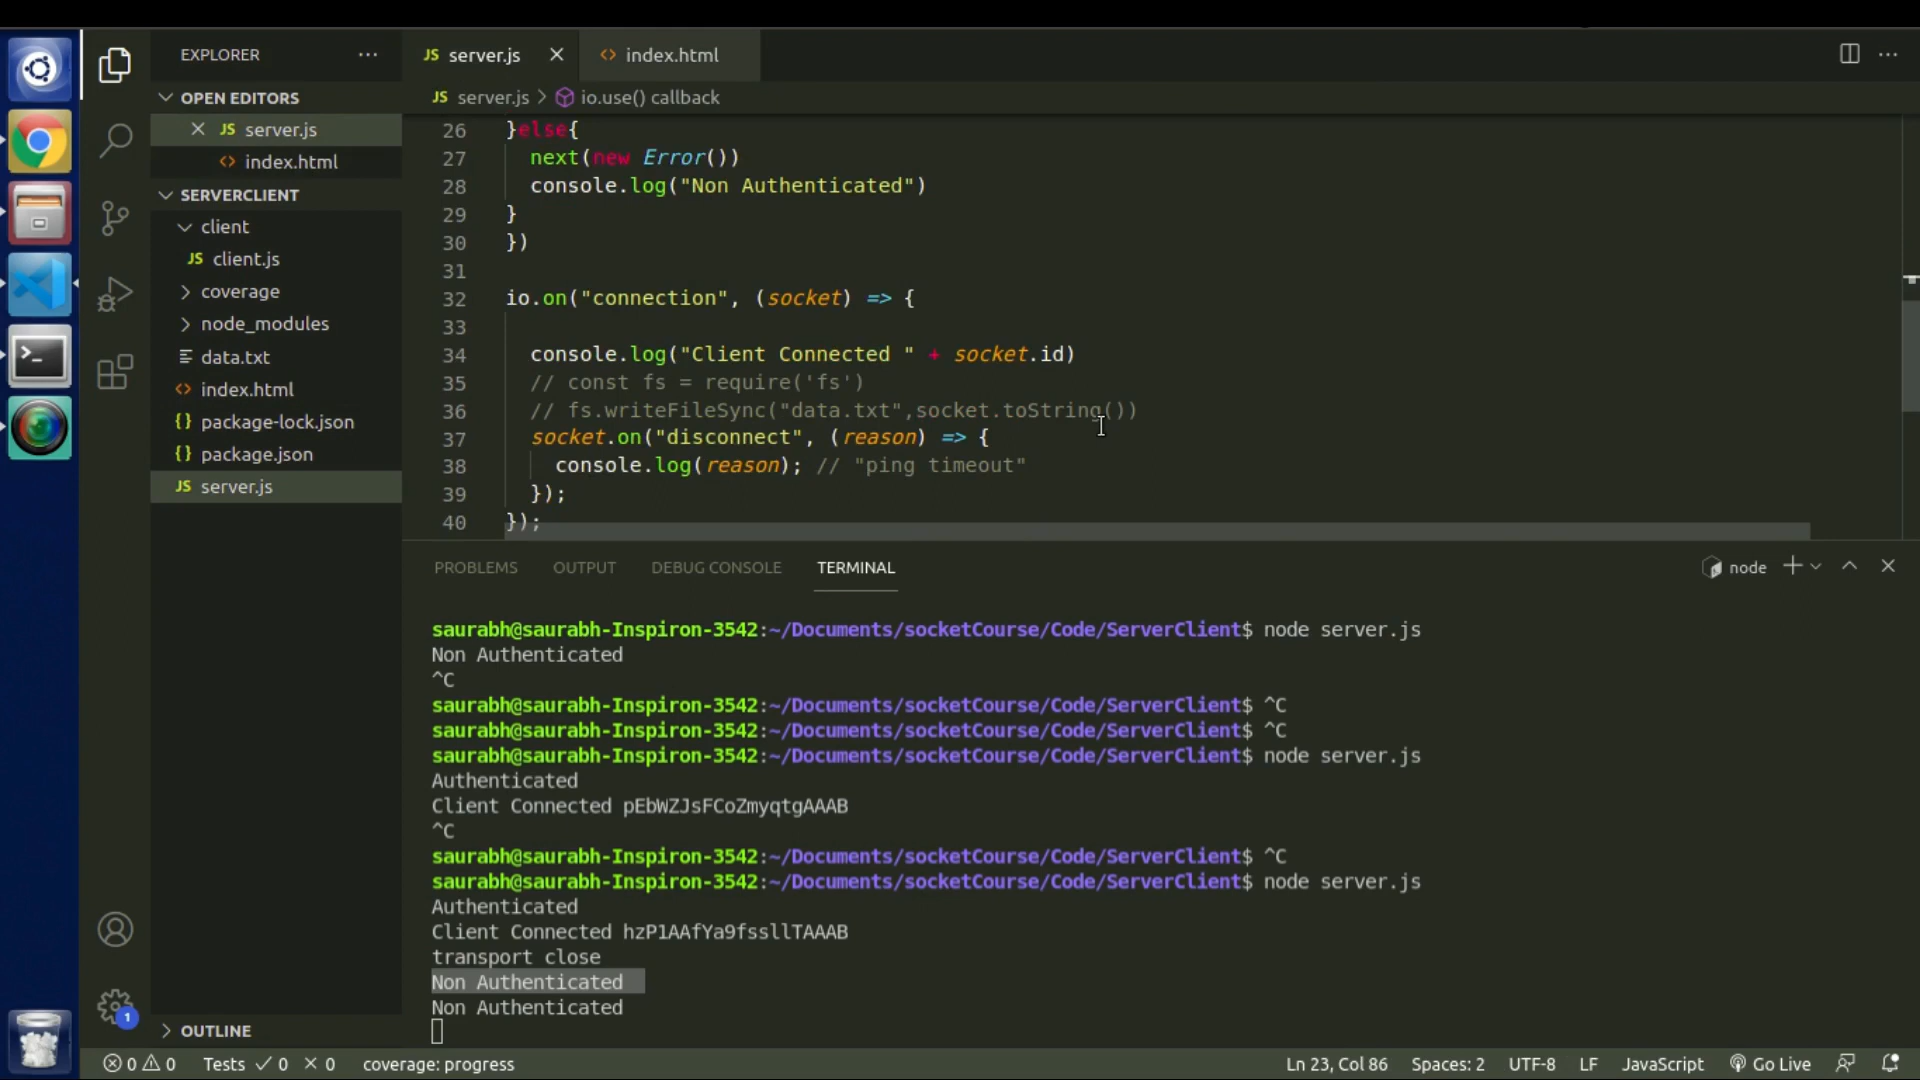 EXPLORER
JS server.js
<> index.html
OPEN EDITORS
JS server.js > io.use() callback
JS server.js
<> index.html
SERVERCLIENT
client
JS client.js
coverage
node_modules
data.txt
<> index.html
{} package-lock.json
{} package.json
JS server.js
OUTLINE
26 }else{
27 next(new Error())
28 console.log("Non Authenticated")
29 }
30 })
31
32 io.on("connection", (socket) => {
33
34 console.log("Client Connected " + socket.id)
35 // const fs = require('fs')
36 // fs.writeFileSync("data.txt",socket.toString())
37 socket.on("disconnect", (reason) => {
38 console.log(reason); // "ping timeout"
39 });
40 });
PROBLEMS OUTPUT DEBUG CONSOLE TERMINAL
node
saurabh@saurabh-Inspiron-3542:~/Documents/socketCourse/Code/ServerClient$ node server.js
Non Authenticated
^C
saurabh@saurabh-Inspiron-3542:~/Documents/socketCourse/Code/ServerClient$ ^C
saurabh@saurabh-Inspiron-3542:~/Documents/socketCourse/Code/ServerClient$ ^C
saurabh@saurabh-Inspiron-3542:~/Documents/socketCourse/Code/ServerClient$ node server.js
Authenticated
Client Connected pEbWZJsFCoZmyqtgAAAB
^C
saurabh@saurabh-Inspiron-3542:~/Documents/socketCourse/Code/ServerClient$ ^C
saurabh@saurabh-Inspiron-3542:~/Documents/socketCourse/Code/ServerClient$ node server.js
Authenticated
Client Connected hzP1AAfYa9fssllTAAAB
transport close
Non Authenticated
Non Authenticated
1
0 0 Tests ✓ 0 × 0 coverage: progress
Ln 23, Col 86 Spaces: 2 UTF-8 LF JavaScript Go Live